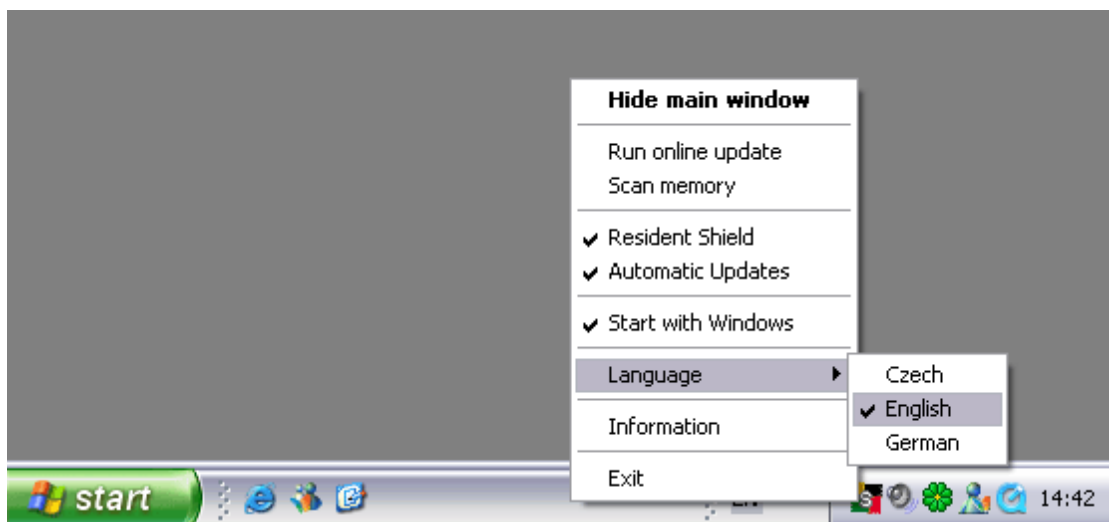 Hide main window
Run online update
Scan memory
Resident Shield
Automatic Updates
Start with Windows
Language
Czech
English
German
Information
Exit
start
14:42